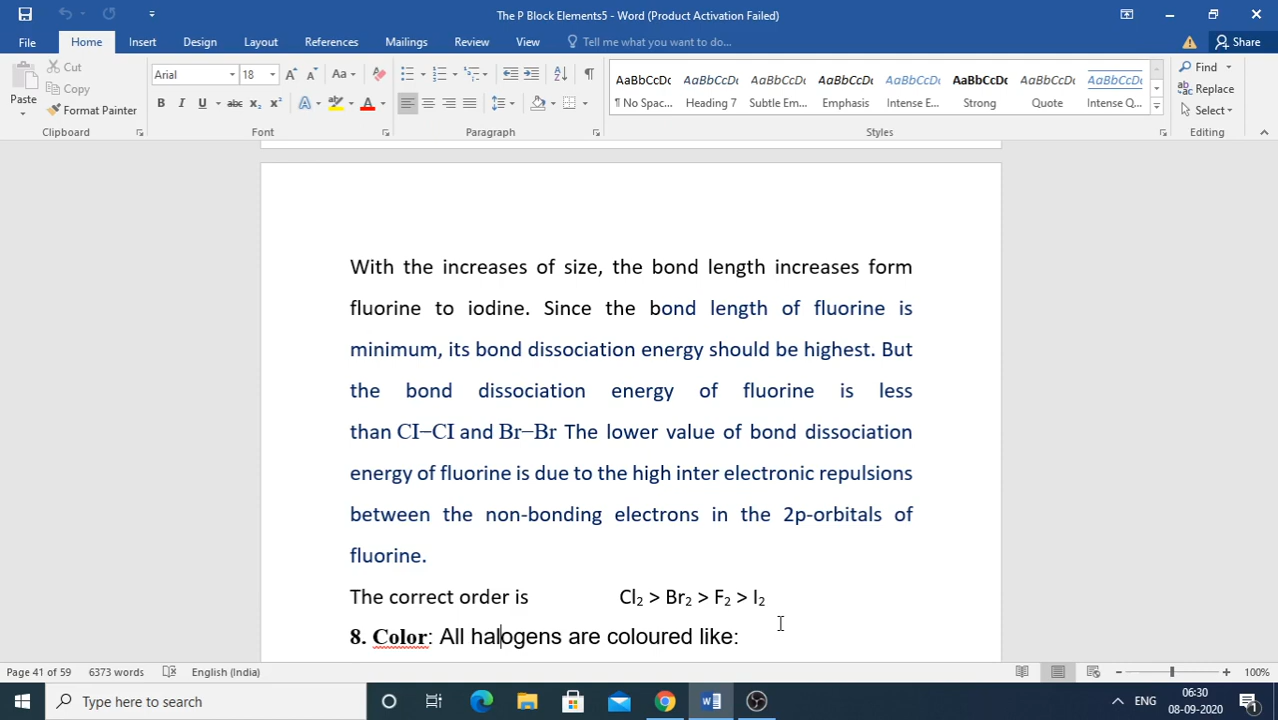 The P Block Elements5 - Word (Product Activation Failed)
File Home Insert Design Layout References Mailings Review View Tell me what you want to do... Share
Cut
Copy
Paste
Format Painter
Clipboard
Arial 18
Font
Paragraph
AaBbCcDc AaBbCcDc AaBbCcDc AaBbCcDc AaBbCcDc AaBbCcDc AaBbCcDc AaBbCcDc
¶ No Spac... Heading 7 Subtle Em... Emphasis Intense E... Strong Quote Intense Q...
Styles
Find
Replace
Select
Editing
With the increases of size, the bond length increases form
fluorine to iodine. Since the bond length of fluorine is
minimum, its bond dissociation energy should be highest. But
the bond dissociation energy of fluorine is less
than CI−CI and Br−Br The lower value of bond dissociation
energy of fluorine is due to the high inter electronic repulsions
between the non-bonding electrons in the 2p-orbitals of
fluorine.
The correct order is Cl₂ > Br₂ > F₂ > I₂
8. Color: All halogens are coloured like:
Page 41 of 59 6373 words English (India) 100%
Type here to search
ENG
06:30
08-09-2020
1